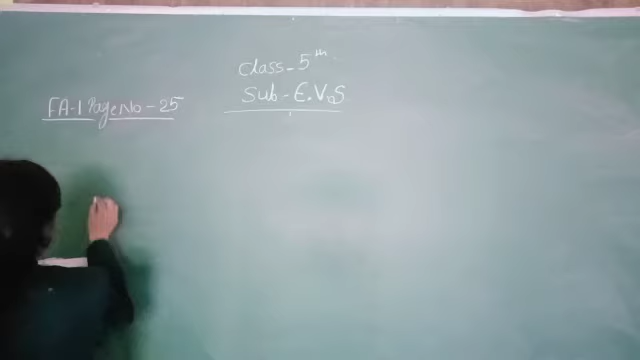 Class - 5th
Sub - E.V.S
FA-1 Page No - 25